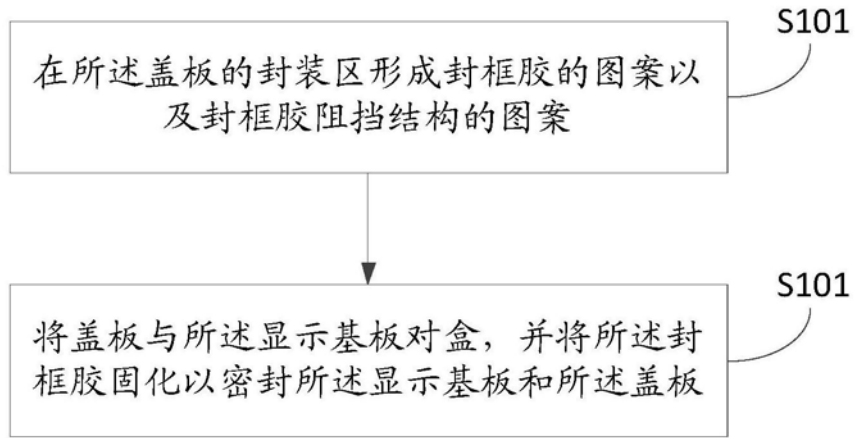 S101
在所述盖板的封装区形成封框胶的图案以
及封框胶阻挡结构的图案
S101
将盖板与所述显示基板对盒，并将所述封
框胶固化以密封所述显示基板和所述盖板